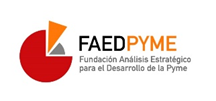 FAEDPYME
Fundación Análisis Estratégico
para el Desarrollo de la Pyme